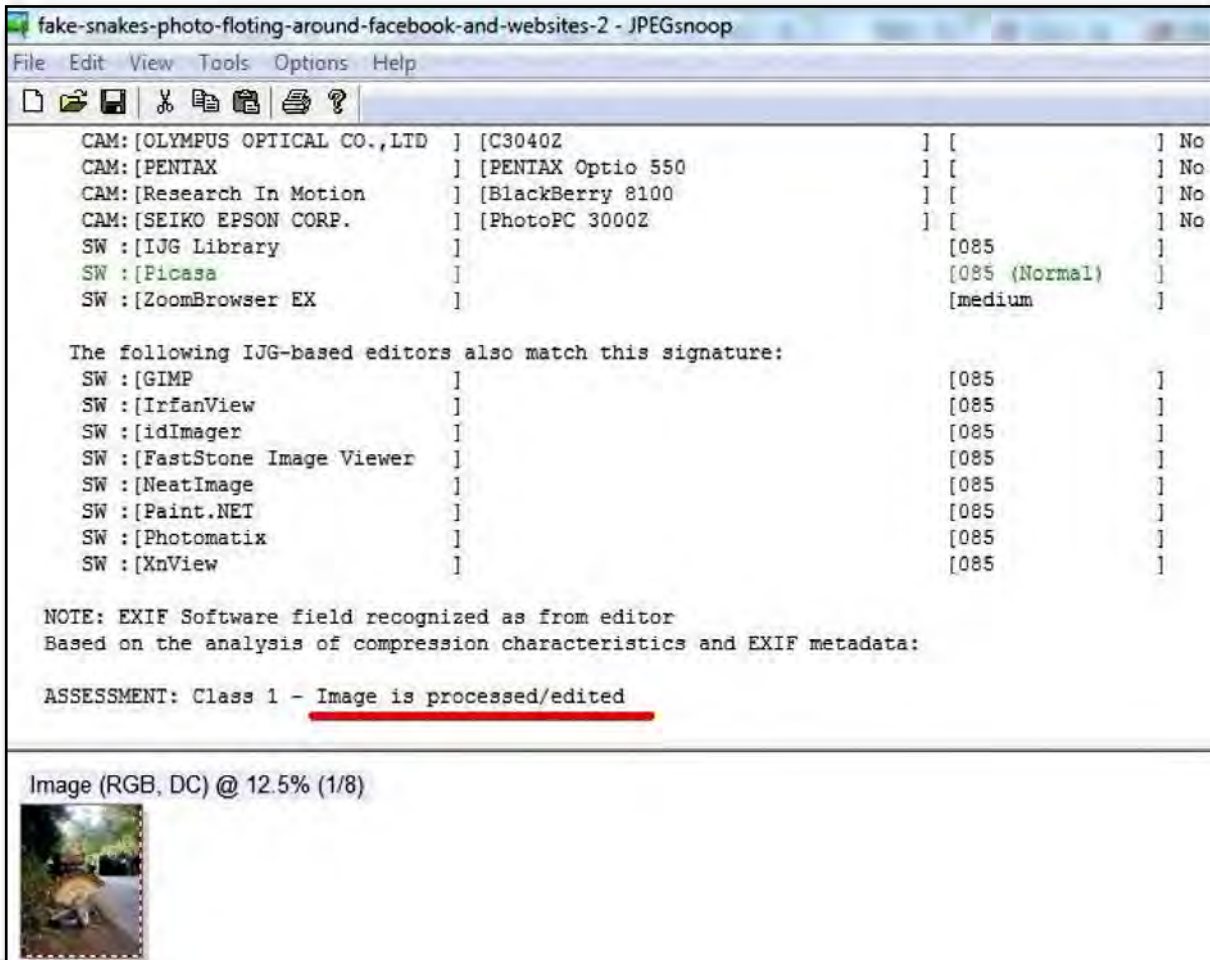 fake-snakes-photo-floting-around-facebook-and-websites-2 - JPEGsnoop
File Edit View Tools Options Help
CAM:[OLYMPUS OPTICAL CO.,LTD ] [C3040Z ] [ ] No
CAM:[PENTAX ] [PENTAX Optio 550 ] [ ] No
CAM:[Research In Motion ] [BlackBerry 8100 ] [ ] No
CAM:[SEIKO EPSON CORP. ] [PhotoPC 3000Z ] [ ] No
SW :[IJG Library ] [085 ]
SW :[Picasa ] [085 (Normal) ]
SW :[ZoomBrowser EX ] [medium ]
The following IJG-based editors also match this signature:
SW :[GIMP ] [085 ]
SW :[IrfanView ] [085 ]
SW :[idImager ] [085 ]
SW :[FastStone Image Viewer ] [085 ]
SW :[NeatImage ] [085 ]
SW :[Paint.NET ] [085 ]
SW :[Photomatix ] [085 ]
SW :[XnView ] [085 ]
NOTE: EXIF Software field recognized as from editor
Based on the analysis of compression characteristics and EXIF metadata:
ASSESSMENT: Class 1 - Image is processed/edited
Image (RGB, DC) @ 12.5% (1/8)